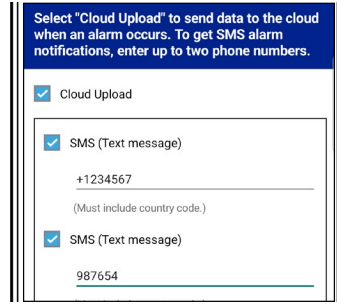 Select "Cloud Upload" to send data to the cloud
when an alarm occurs. To get SMS alarm
notifications, enter up to two phone numbers.
Cloud Upload
SMS (Text message)
+1234567
(Must include country code.)
SMS (Text message)
987654